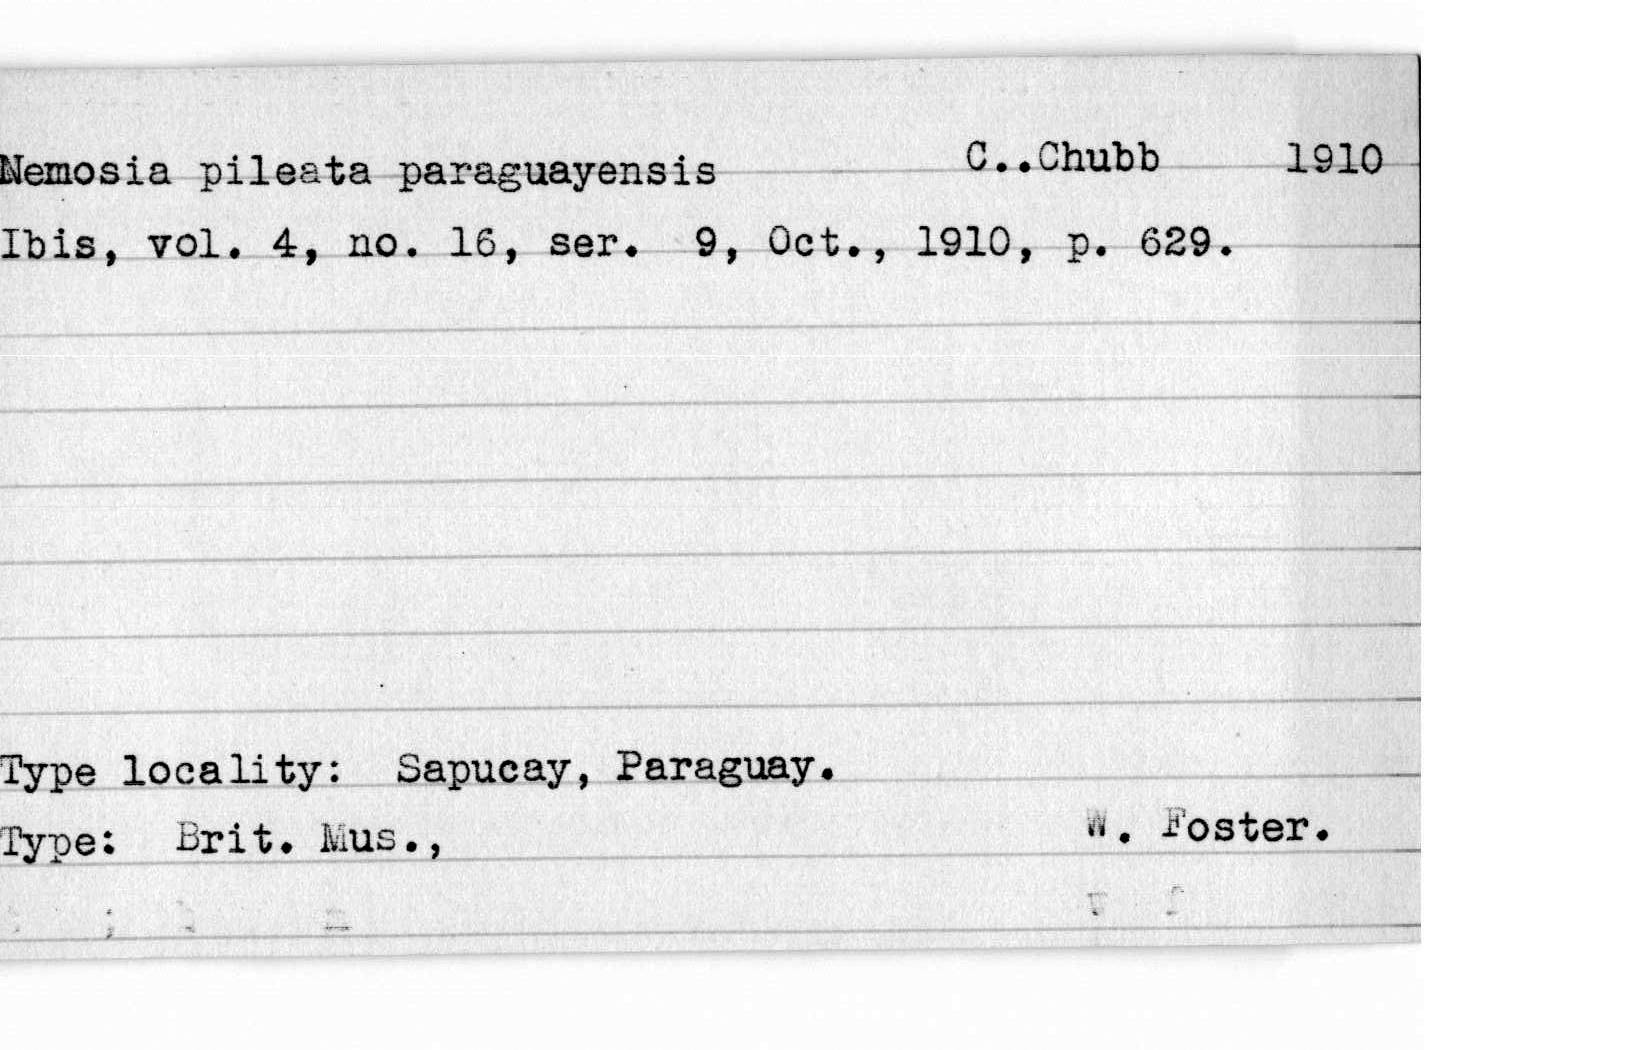 Nemosia pileata paraguayensis C..Chubb 1910
Ibis, vol. 4, no. 16, ser. 9, Oct., 1910, p. 629.
Type locality: Sapucay, Paraguay.
Type: Brit. Mus., W. Foster.